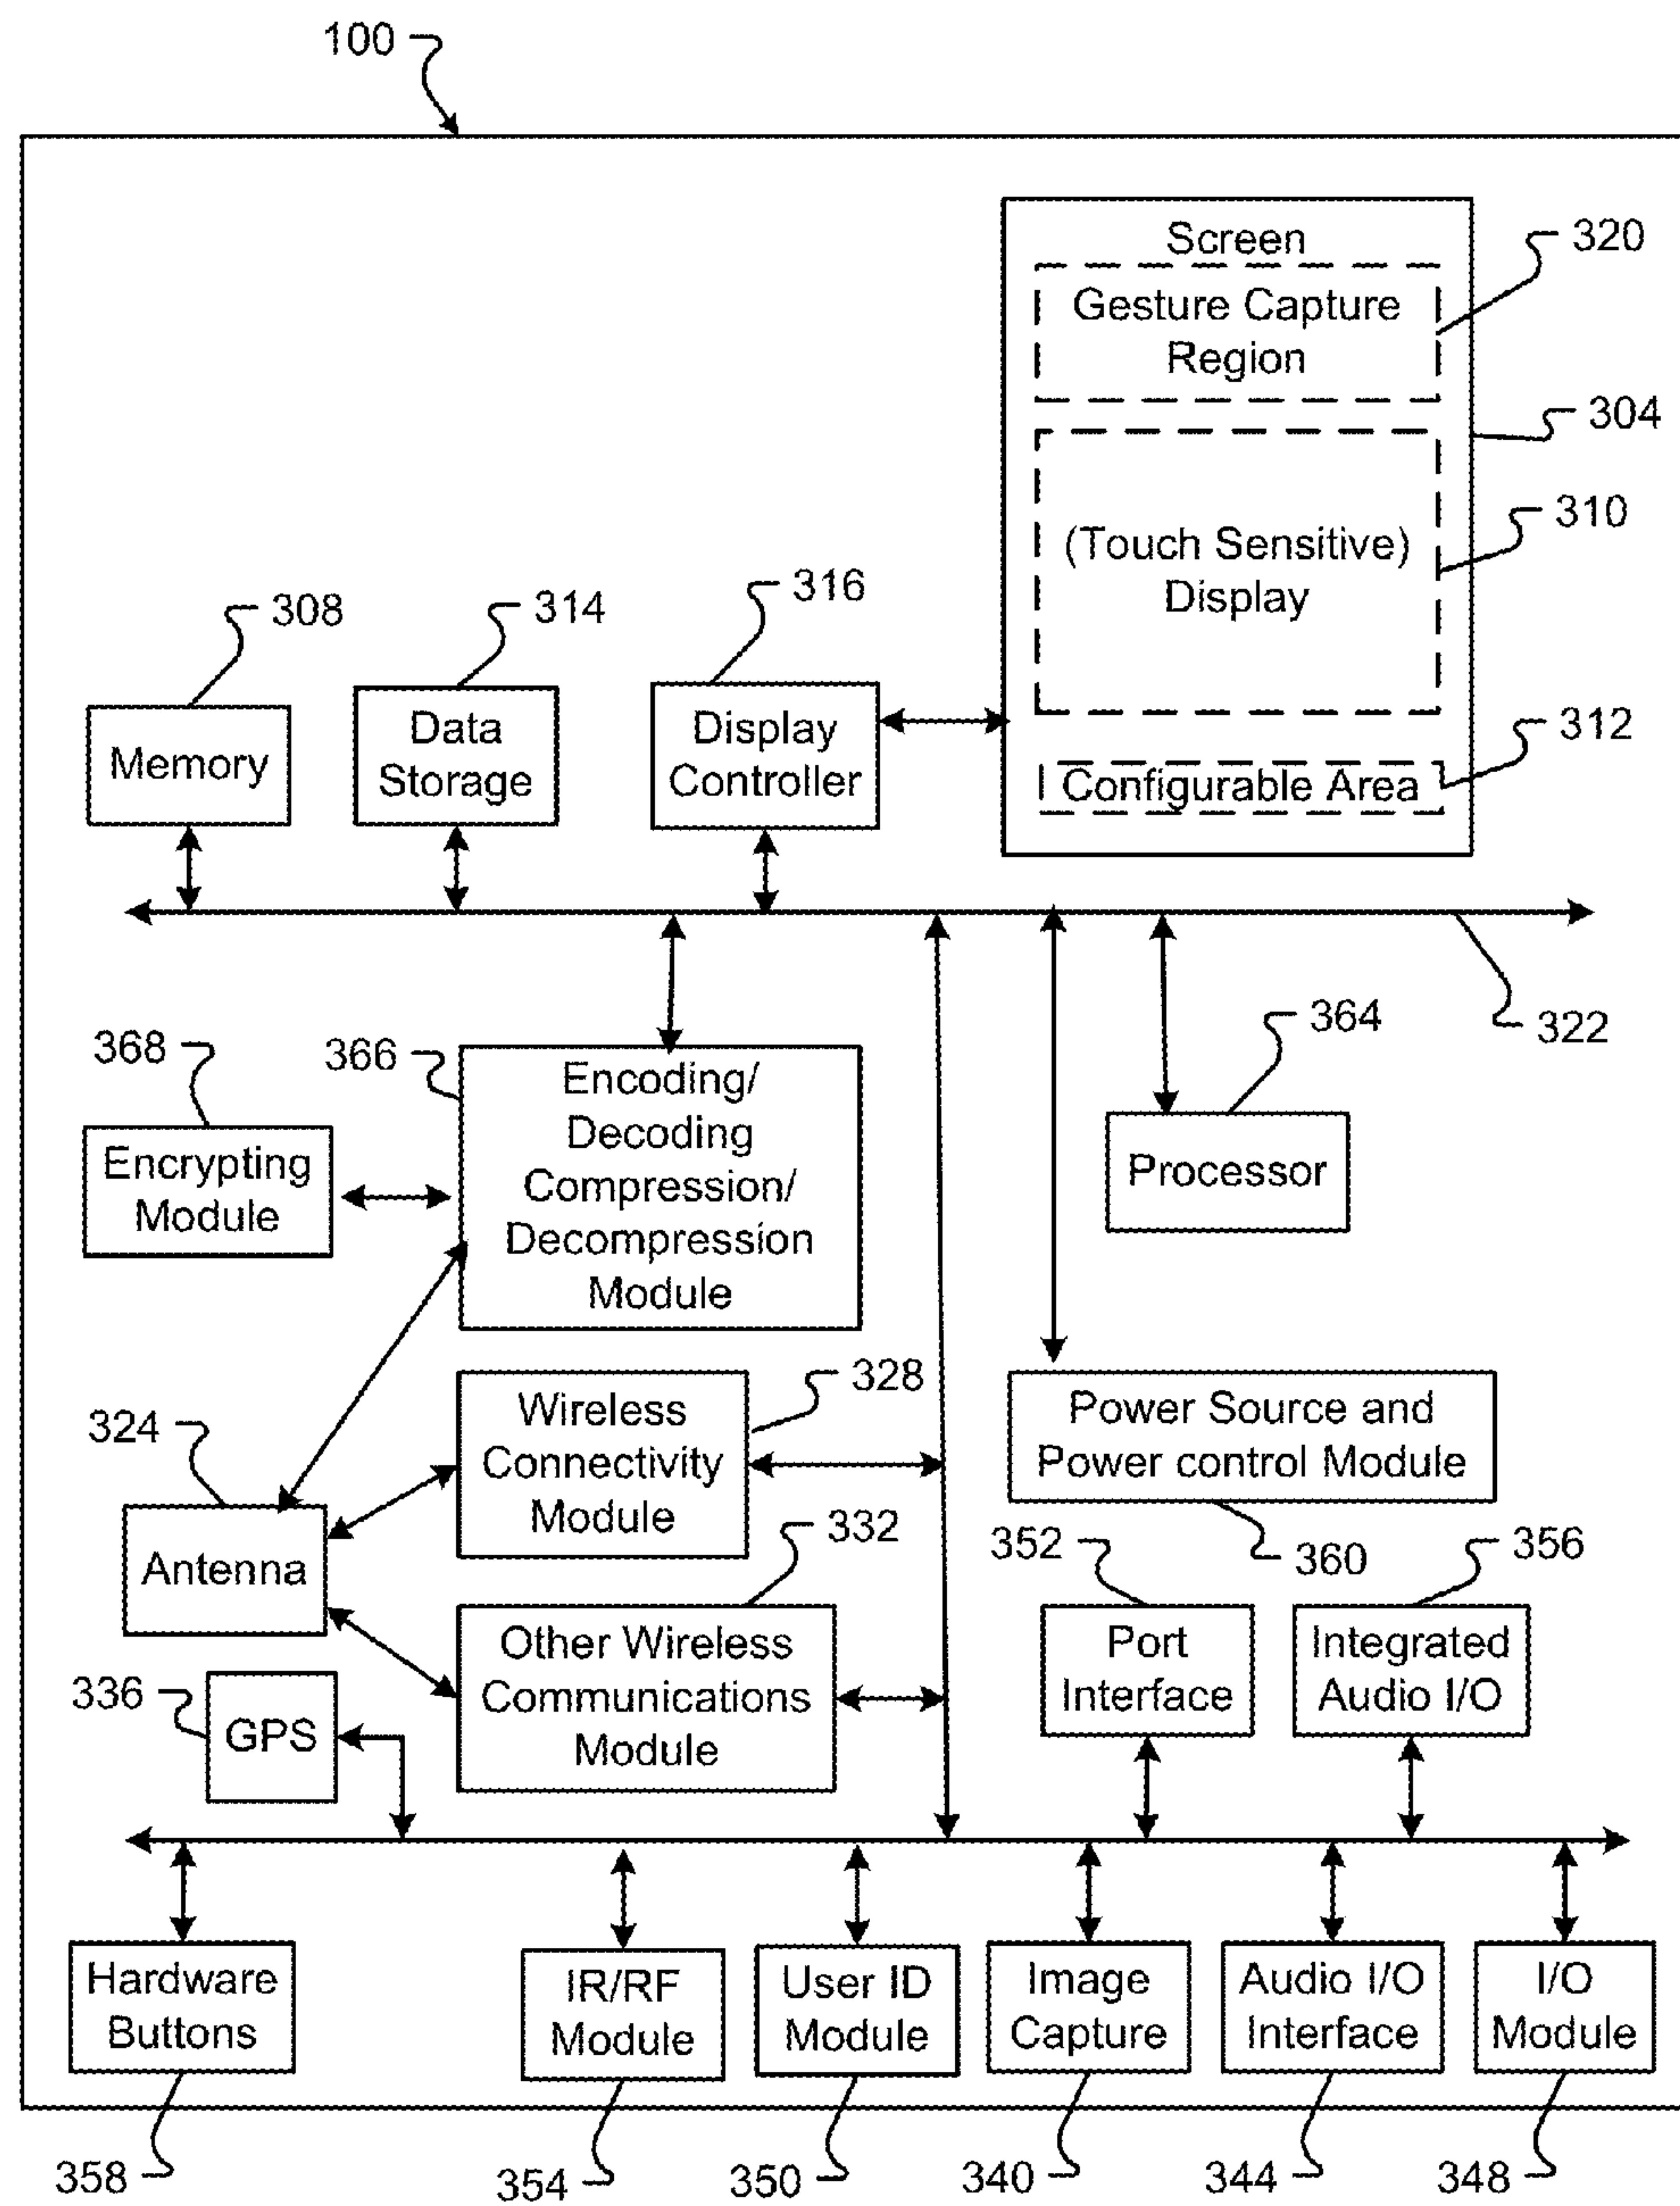 100
Screen
320
Gesture Capture
Region
304
310
(Touch Sensitive)
Display
316
314
308
312
Data
Storage
Display
Controller
Memory
Configurable Area
322
364
368
366
Encoding/
Decoding
Compression/
Decompression
Module
Encrypting
Module
Processor
328
324
Wireless
Connectivity
Module
Power Source and
Power control Module
332
352
360
356
Antenna
Other Wireless
Communications
Module
Port
Interface
Integrated
Audio I/O
336
GPS
Hardware
Buttons
IR/RF
Module
User ID
Module
Image
Capture
Audio I/O
Interface
I/O
Module
358
354
350
340
344
348